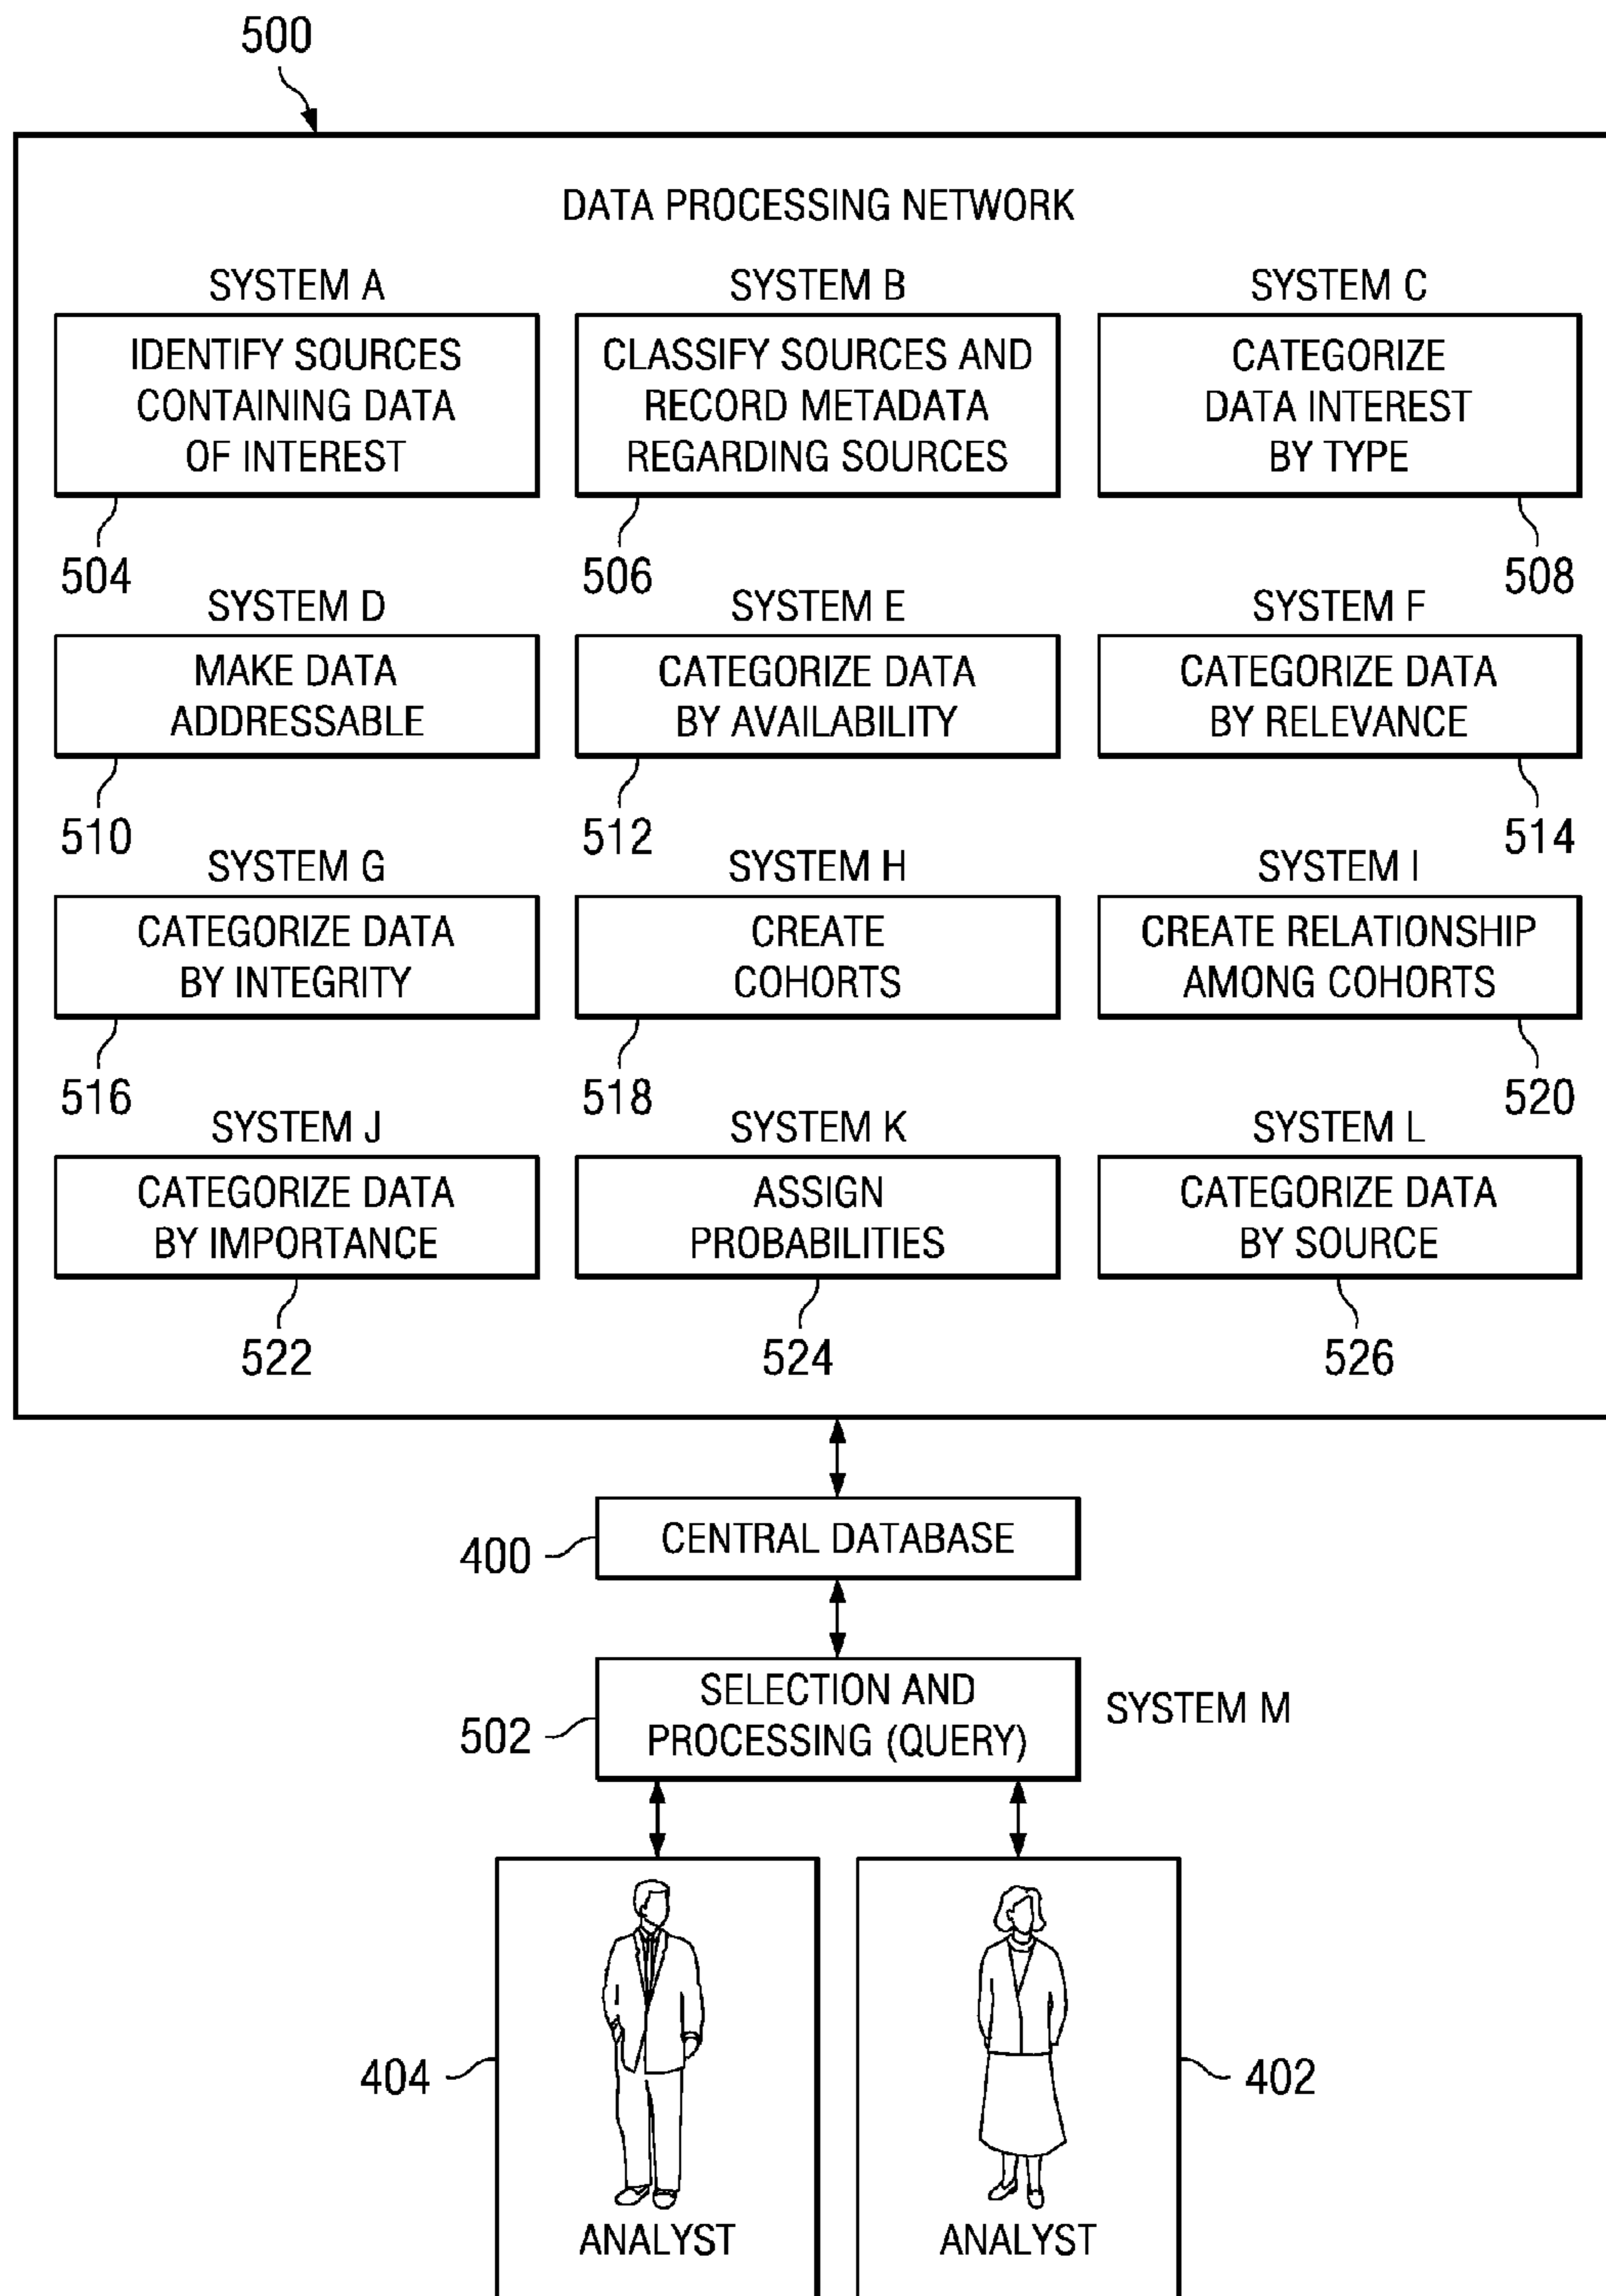 500
DATA PROCESSING NETWORK
SYSTEM A
IDENTIFY SOURCES
CONTAINING DATA
OF INTEREST
504
SYSTEM B
CLASSIFY SOURCES AND
RECORD METADATA
REGARDING SOURCES
506
SYSTEM C
CATEGORIZE
DATA INTEREST
BY TYPE
508
SYSTEM D
MAKE DATA
ADDRESSABLE
510
SYSTEM E
CATEGORIZE DATA
BY AVAILABILITY
512
SYSTEM F
CATEGORIZE DATA
BY RELEVANCE
514
SYSTEM G
CATEGORIZE DATA
BY INTEGRITY
516
SYSTEM H
CREATE
COHORTS
518
SYSTEM I
CREATE RELATIONSHIP
AMONG COHORTS
520
SYSTEM J
CATEGORIZE DATA
BY IMPORTANCE
522
SYSTEM K
ASSIGN
PROBABILITIES
524
SYSTEM L
CATEGORIZE DATA
BY SOURCE
526
400
CENTRAL DATABASE
502
SELECTION AND
PROCESSING (QUERY)
SYSTEM M
404
ANALYST
402
ANALYST